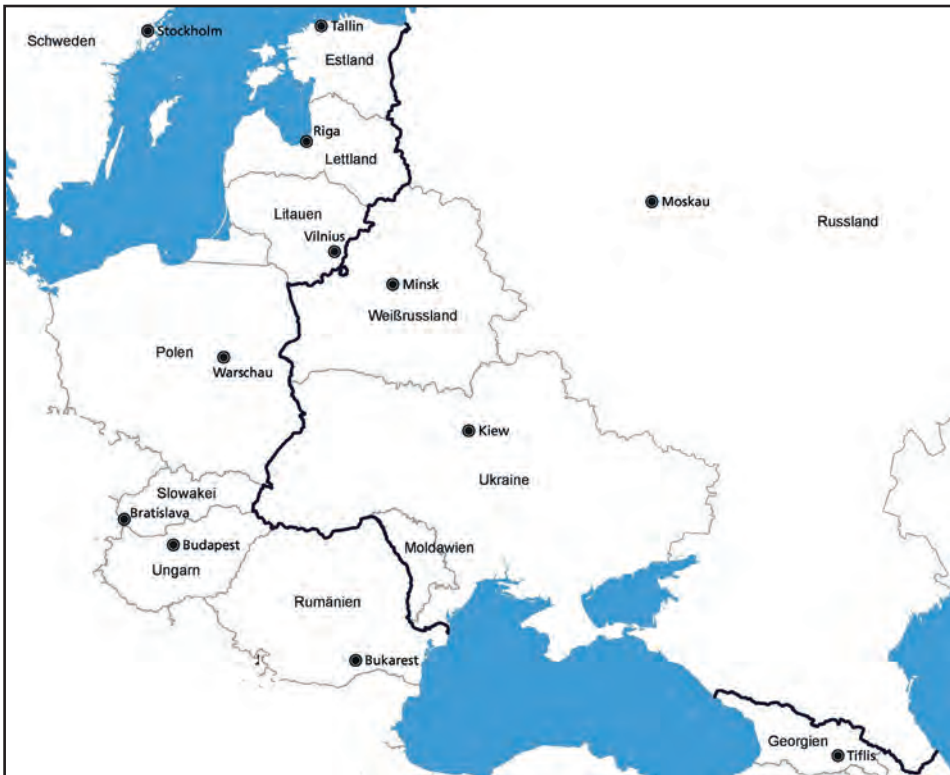 Schweden
Stockholm
Tallin
Estland
Riga
Lettland
Litauen
Vilnius
Moskau
Russland
Minsk
Weißrussland
Polen
Warschau
Kiew
Ukraine
Slowakei
Bratislava
Budapest
Ungarn
Moldawien
Rumänien
Bukarest
Georgien
Tiflis